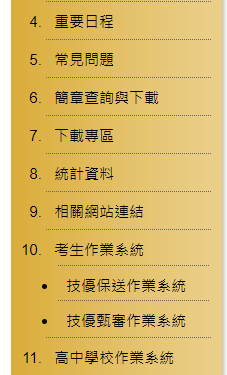 4. 重要日程
5. 常見問題
6. 簡章查詢與下載
7. 下載專區
8. 統計資料
9. 相關網站連結
10. 考生作業系統
• 技優保送作業系統
• 技優甄審作業系統
11. 高中學校作業系統